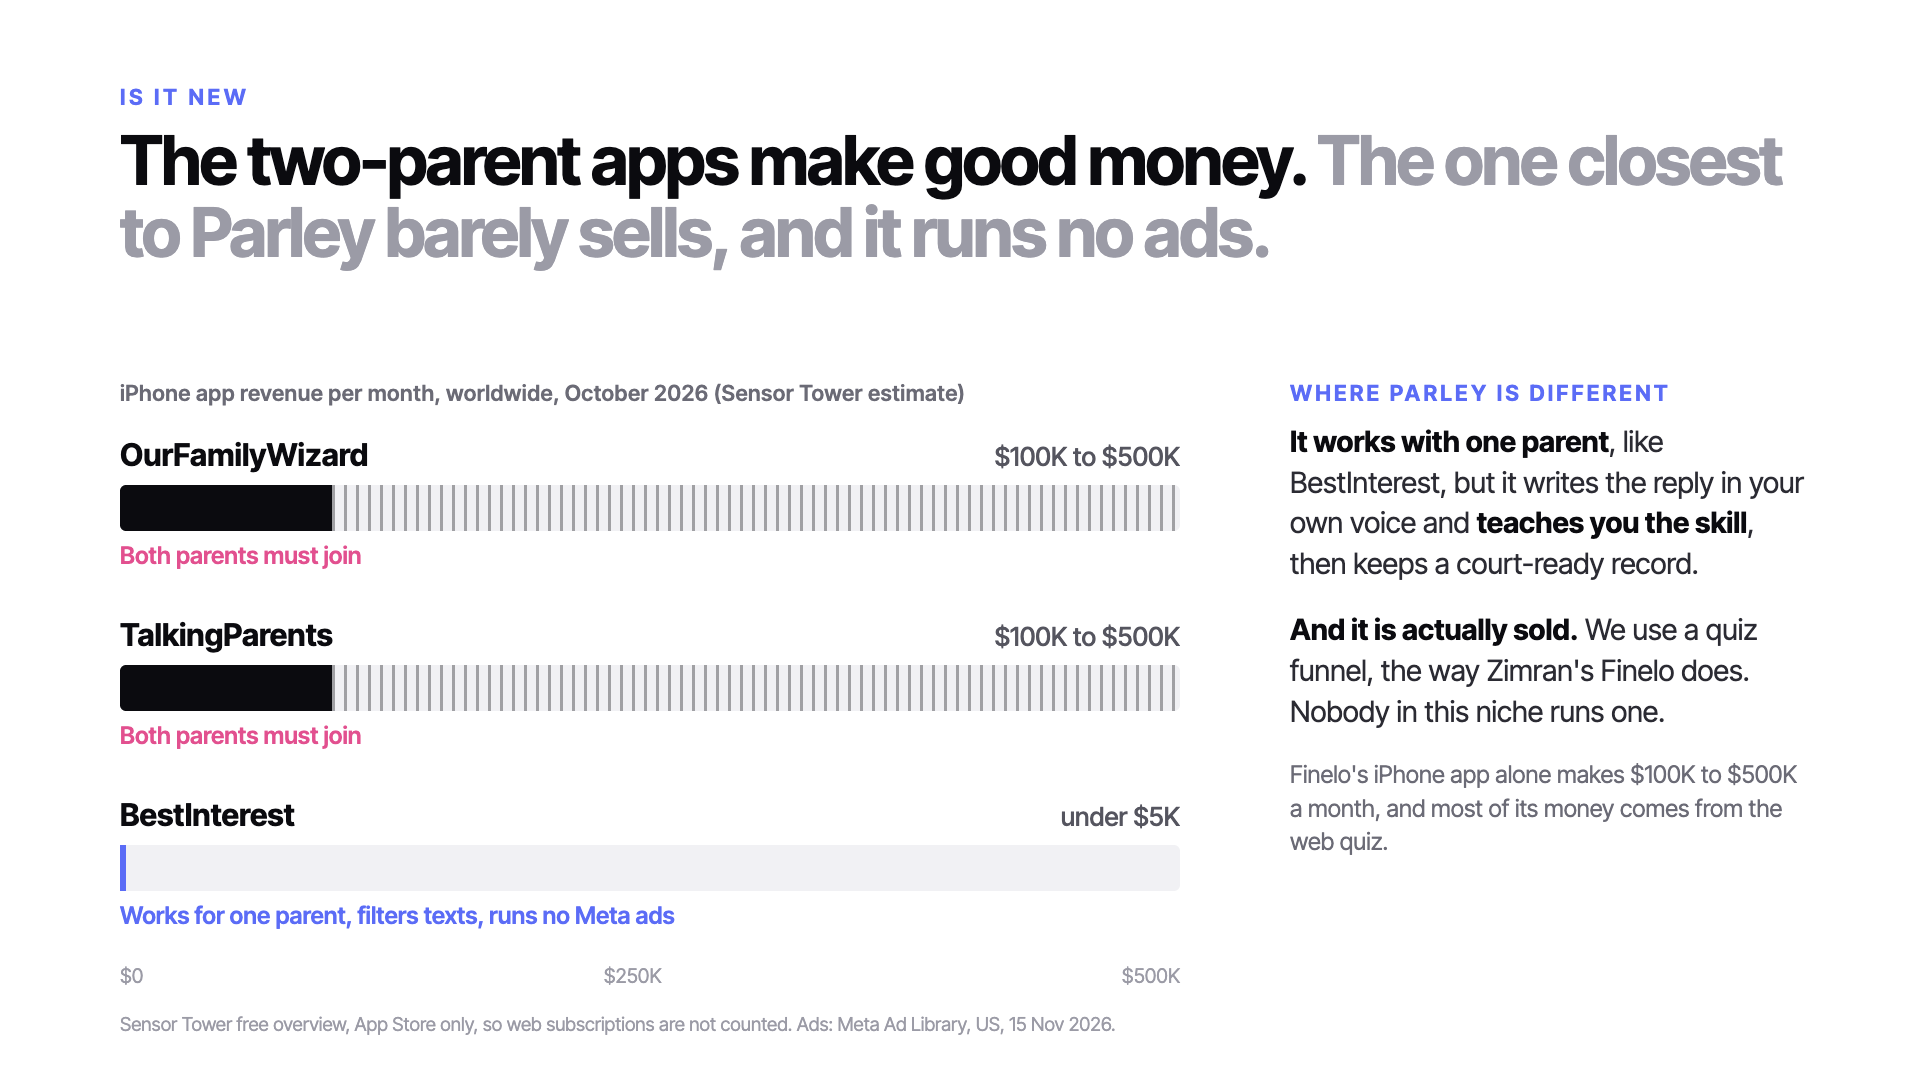 IS IT NEW
The two-parent apps make good money. The one closest
to Parley barely sells, and it runs no ads.
iPhone app revenue per month, worldwide, October 2026 (Sensor Tower estimate)
OurFamilyWizard
$100K to $500K
Both parents must join
TalkingParents
$100K to $500K
Both parents must join
BestInterest
under $5K
Works for one parent, filters texts, runs no Meta ads
$0
$250K
$500K
Sensor Tower free overview, App Store only, so web subscriptions are not counted. Ads: Meta Ad Library, US, 15 Nov 2026.
WHERE PARLEY IS DIFFERENT
It works with one parent, like
BestInterest, but it writes the reply in your
own voice and teaches you the skill,
then keeps a court-ready record.
And it is actually sold. We use a quiz
funnel, the way Zimran's Finelo does.
Nobody in this niche runs one.
Finelo's iPhone app alone makes $100K to $500K
a month, and most of its money comes from the
web quiz.